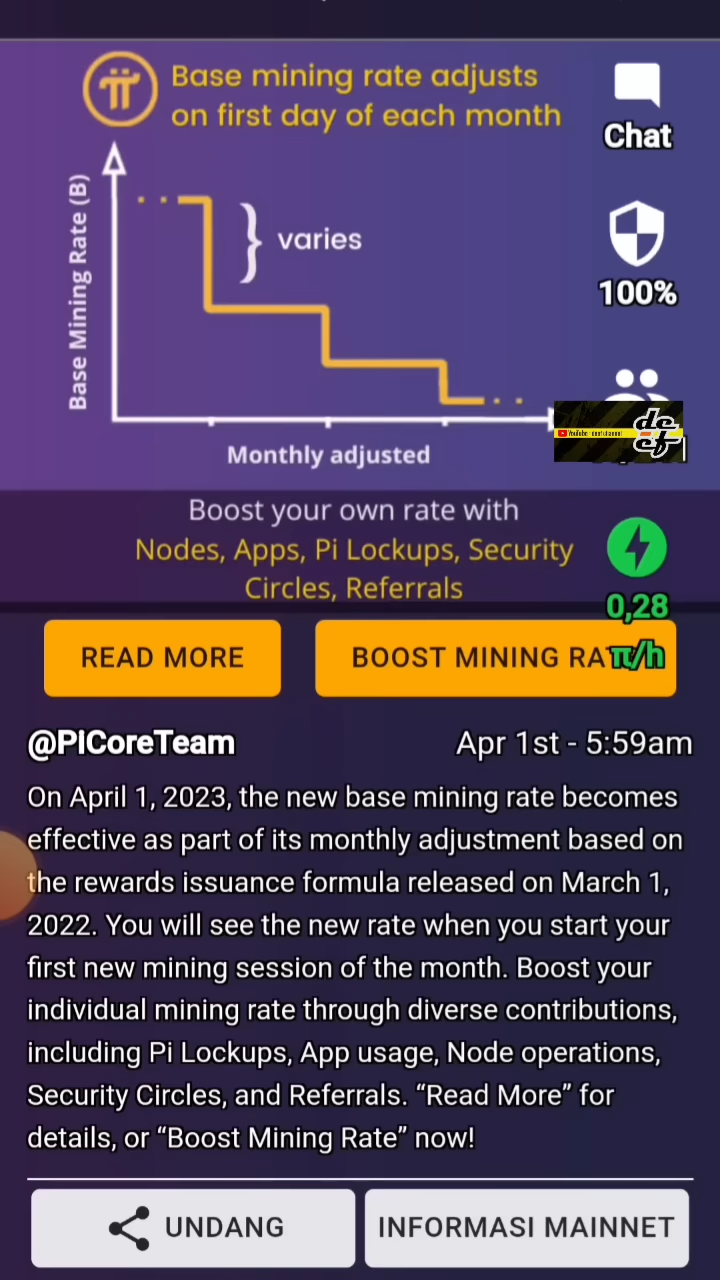 Base mining rate adjusts
on first day of each month
Chat
Base Mining Rate (B)
varies
100%
Monthly adjusted
YouTube
Boost your own rate with
Nodes, Apps, Pi Lockups, Security
Circles, Referrals
0,28
π/h
READ MORE
BOOST MINING RA
@PiCoreTeam
Apr 1st - 5:59am
On April 1, 2023, the new base mining rate becomes
effective as part of its monthly adjustment based on
the rewards issuance formula released on March 1,
2022. You will see the new rate when you start your
first new mining session of the month. Boost your
individual mining rate through diverse contributions,
including Pi Lockups, App usage, Node operations,
Security Circles, and Referrals. “Read More” for
details, or “Boost Mining Rate” now!
UNDANG
INFORMASI MAINNET